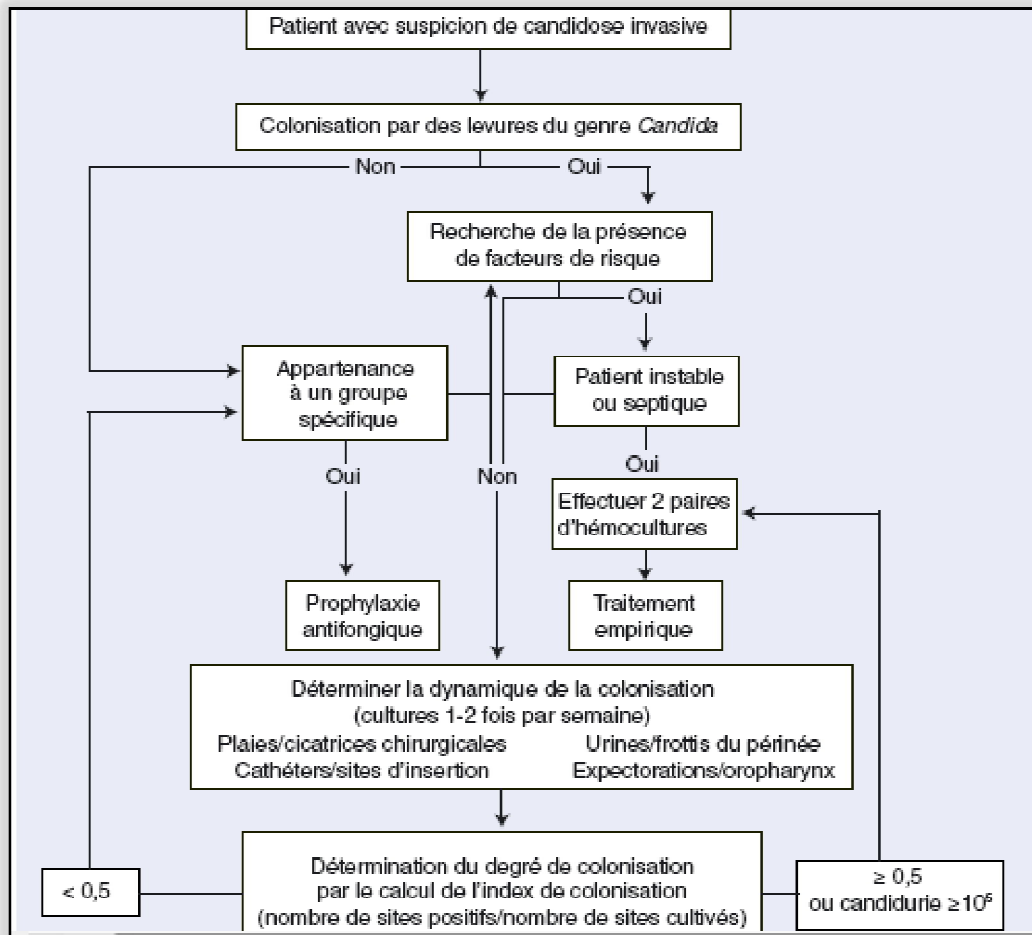 Patient avec suspicion de candidose invasive
Colonisation par des levures du genre Candida
Non
Oui
Recherche de la présence
de facteurs de risque
Oui
Appartenance
à un groupe
spécifique
Patient instable
ou septique
Oui
Non
Oui
Effectuer 2 paires
d'hémocultures
Prophylaxie
antifongique
Traitement
empirique
Déterminer la dynamique de la colonisation
(cultures 1-2 fois par semaine)
Plaies/cicatrices chirurgicales
Urines/frottis du périnée
Cathéters/sites d'insertion
Expectorations/oropharynx
Détermination du degré de colonisation
par le calcul de l'index de colonisation
(nombre de sites positifs/nombre de sites cultivés)
< 0,5
≥ 0,5
ou candidurie ≥10⁵